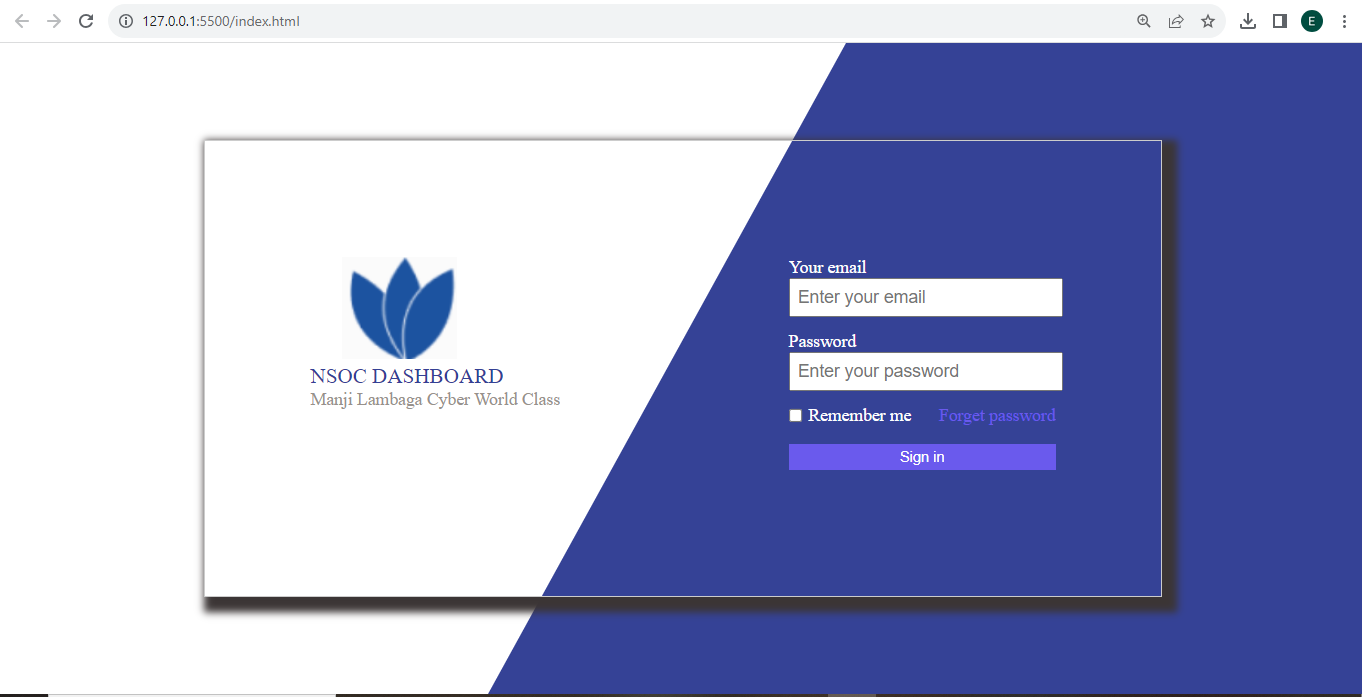 127.0.0.1:5500/index.html
E
NSOC DASHBOARD
Manji Lambaga Cyber World Class
Your email
Enter your email
Password
Enter your password
Remember me Forget password
Sign in